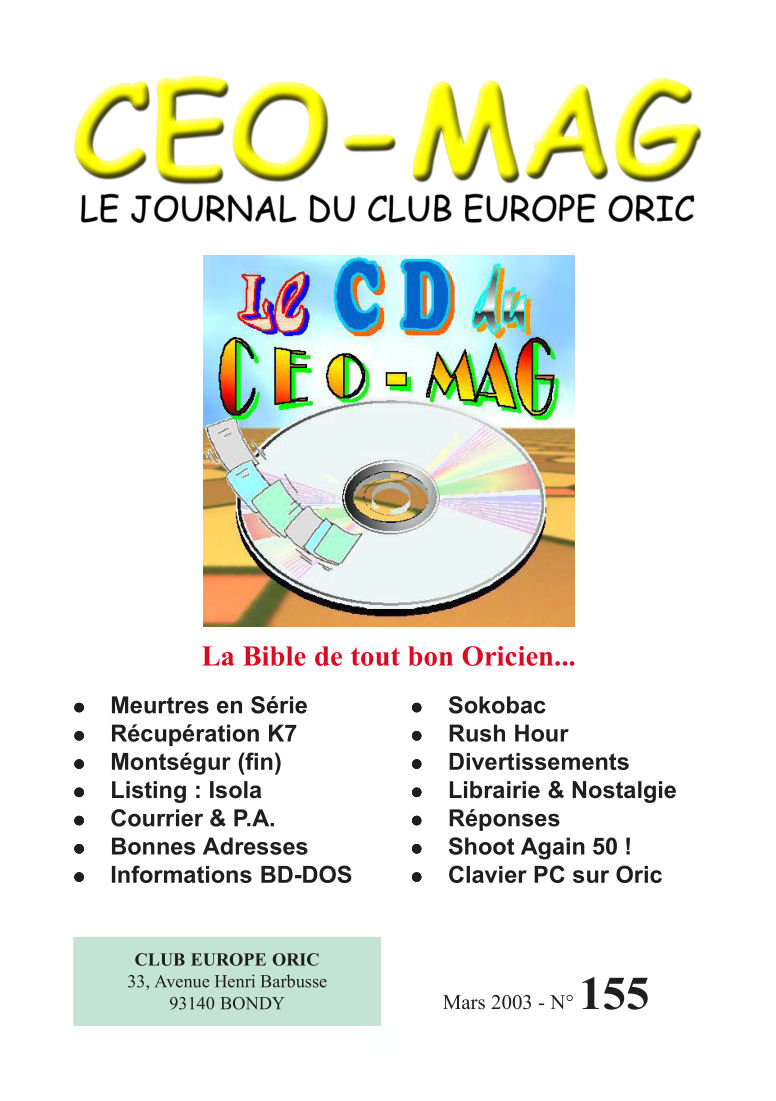 CEO-MAG
LE JOURNAL DU CLUB EUROPE ORIC
Le CD du
CEO-MAG
La Bible de tout bon Oricien...
● Meurtres en Série
● Récupération K7
● Montségur (fin)
● Listing : Isola
● Courrier & P.A.
● Bonnes Adresses
● Informations BD-DOS
● Sokobac
● Rush Hour
● Divertissements
● Librairie & Nostalgie
● Réponses
● Shoot Again 50 !
● Clavier PC sur Oric
CLUB EUROPE ORIC
33, Avenue Henri Barbusse
93140 BONDY
Mars 2003 - N° 155